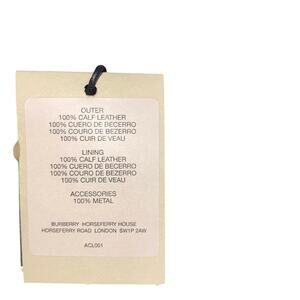 OUTER
100% CALF LEATHER
100% CUERO DE BECERRO
100% COURO DE BEZERRO
100% CUIR DE VEAU
LINING
100% CALF LEATHER
100% CUERO DE BECERRO
100% COURO DE BEZERRO
100% CUIR DE VEAU
ACCESSORIES
100% METAL
BURBERRY HORSEFERRY HOUSE
HORSEFERRY ROAD LONDON SW1P 2AW
ACL001